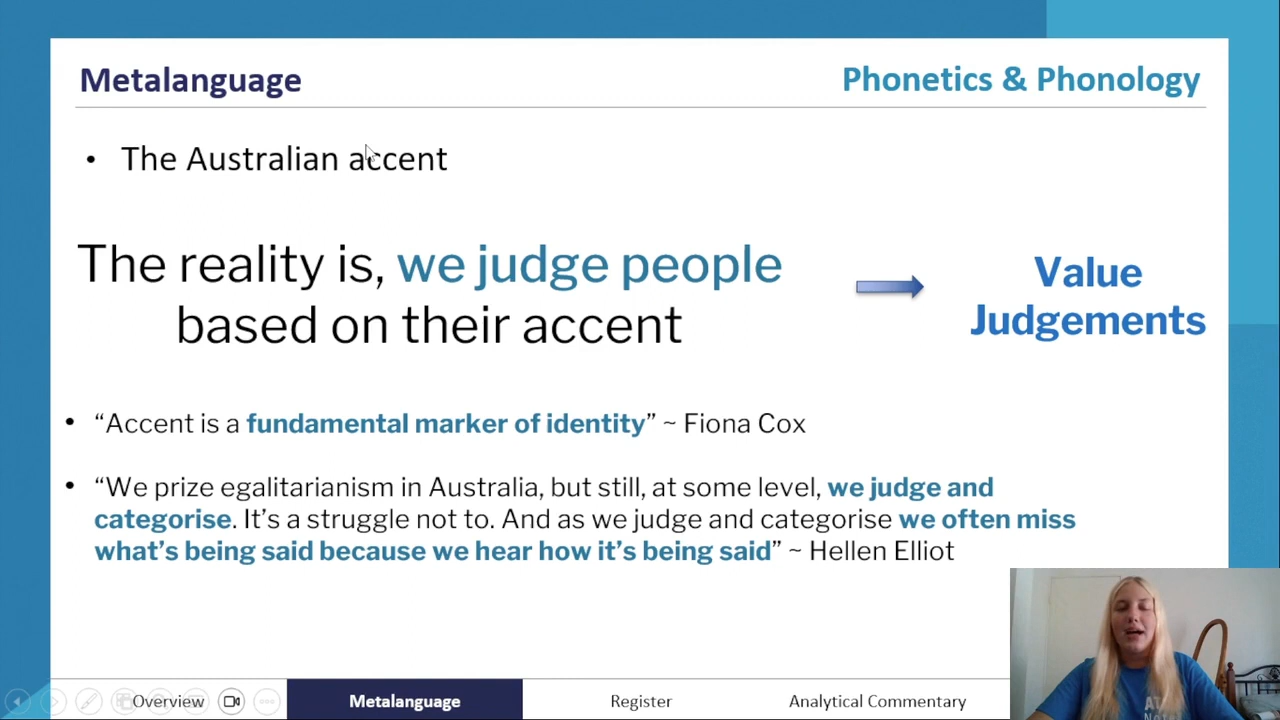 Metalanguage
Phonetics & Phonology
• The Australian accent
The reality is, we judge people
based on their accent
Value
Judgements
• “Accent is a fundamental marker of identity” ~ Fiona Cox
• “We prize egalitarianism in Australia, but still, at some level, we judge and
categorise. It’s a struggle not to. And as we judge and categorise we often miss
what’s being said because we hear how it’s being said” ~ Hellen Elliot
Overview
Metalanguage
Register
Analytical Commentary